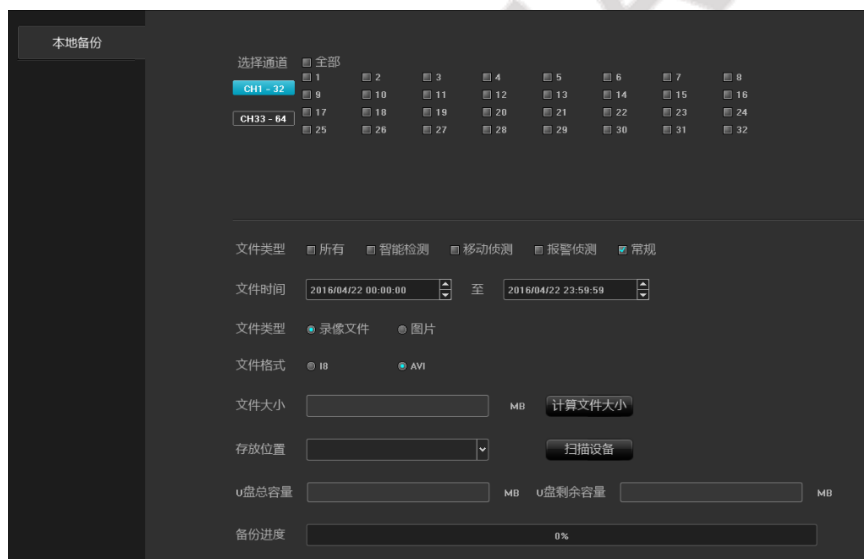 本地备份
选择通道 全部
CH1 - 32
1 2 3 4 5 6 7 8
9 10 11 12 13 14 15 16
CH33 - 64
17 18 19 20 21 22 23 24
25 26 27 28 29 30 31 32
文件类型 所有 智能检测 移动侦测 报警侦测 常规
文件时间 2016/04/22 00:00:00 至 2016/04/22 23:59:59
文件类型 录像文件 图片
文件格式 I8 AVI
文件大小 MB 计算文件大小
存放位置 扫描设备
U盘总容量 MB U盘剩余容量 MB
备份进度 0%